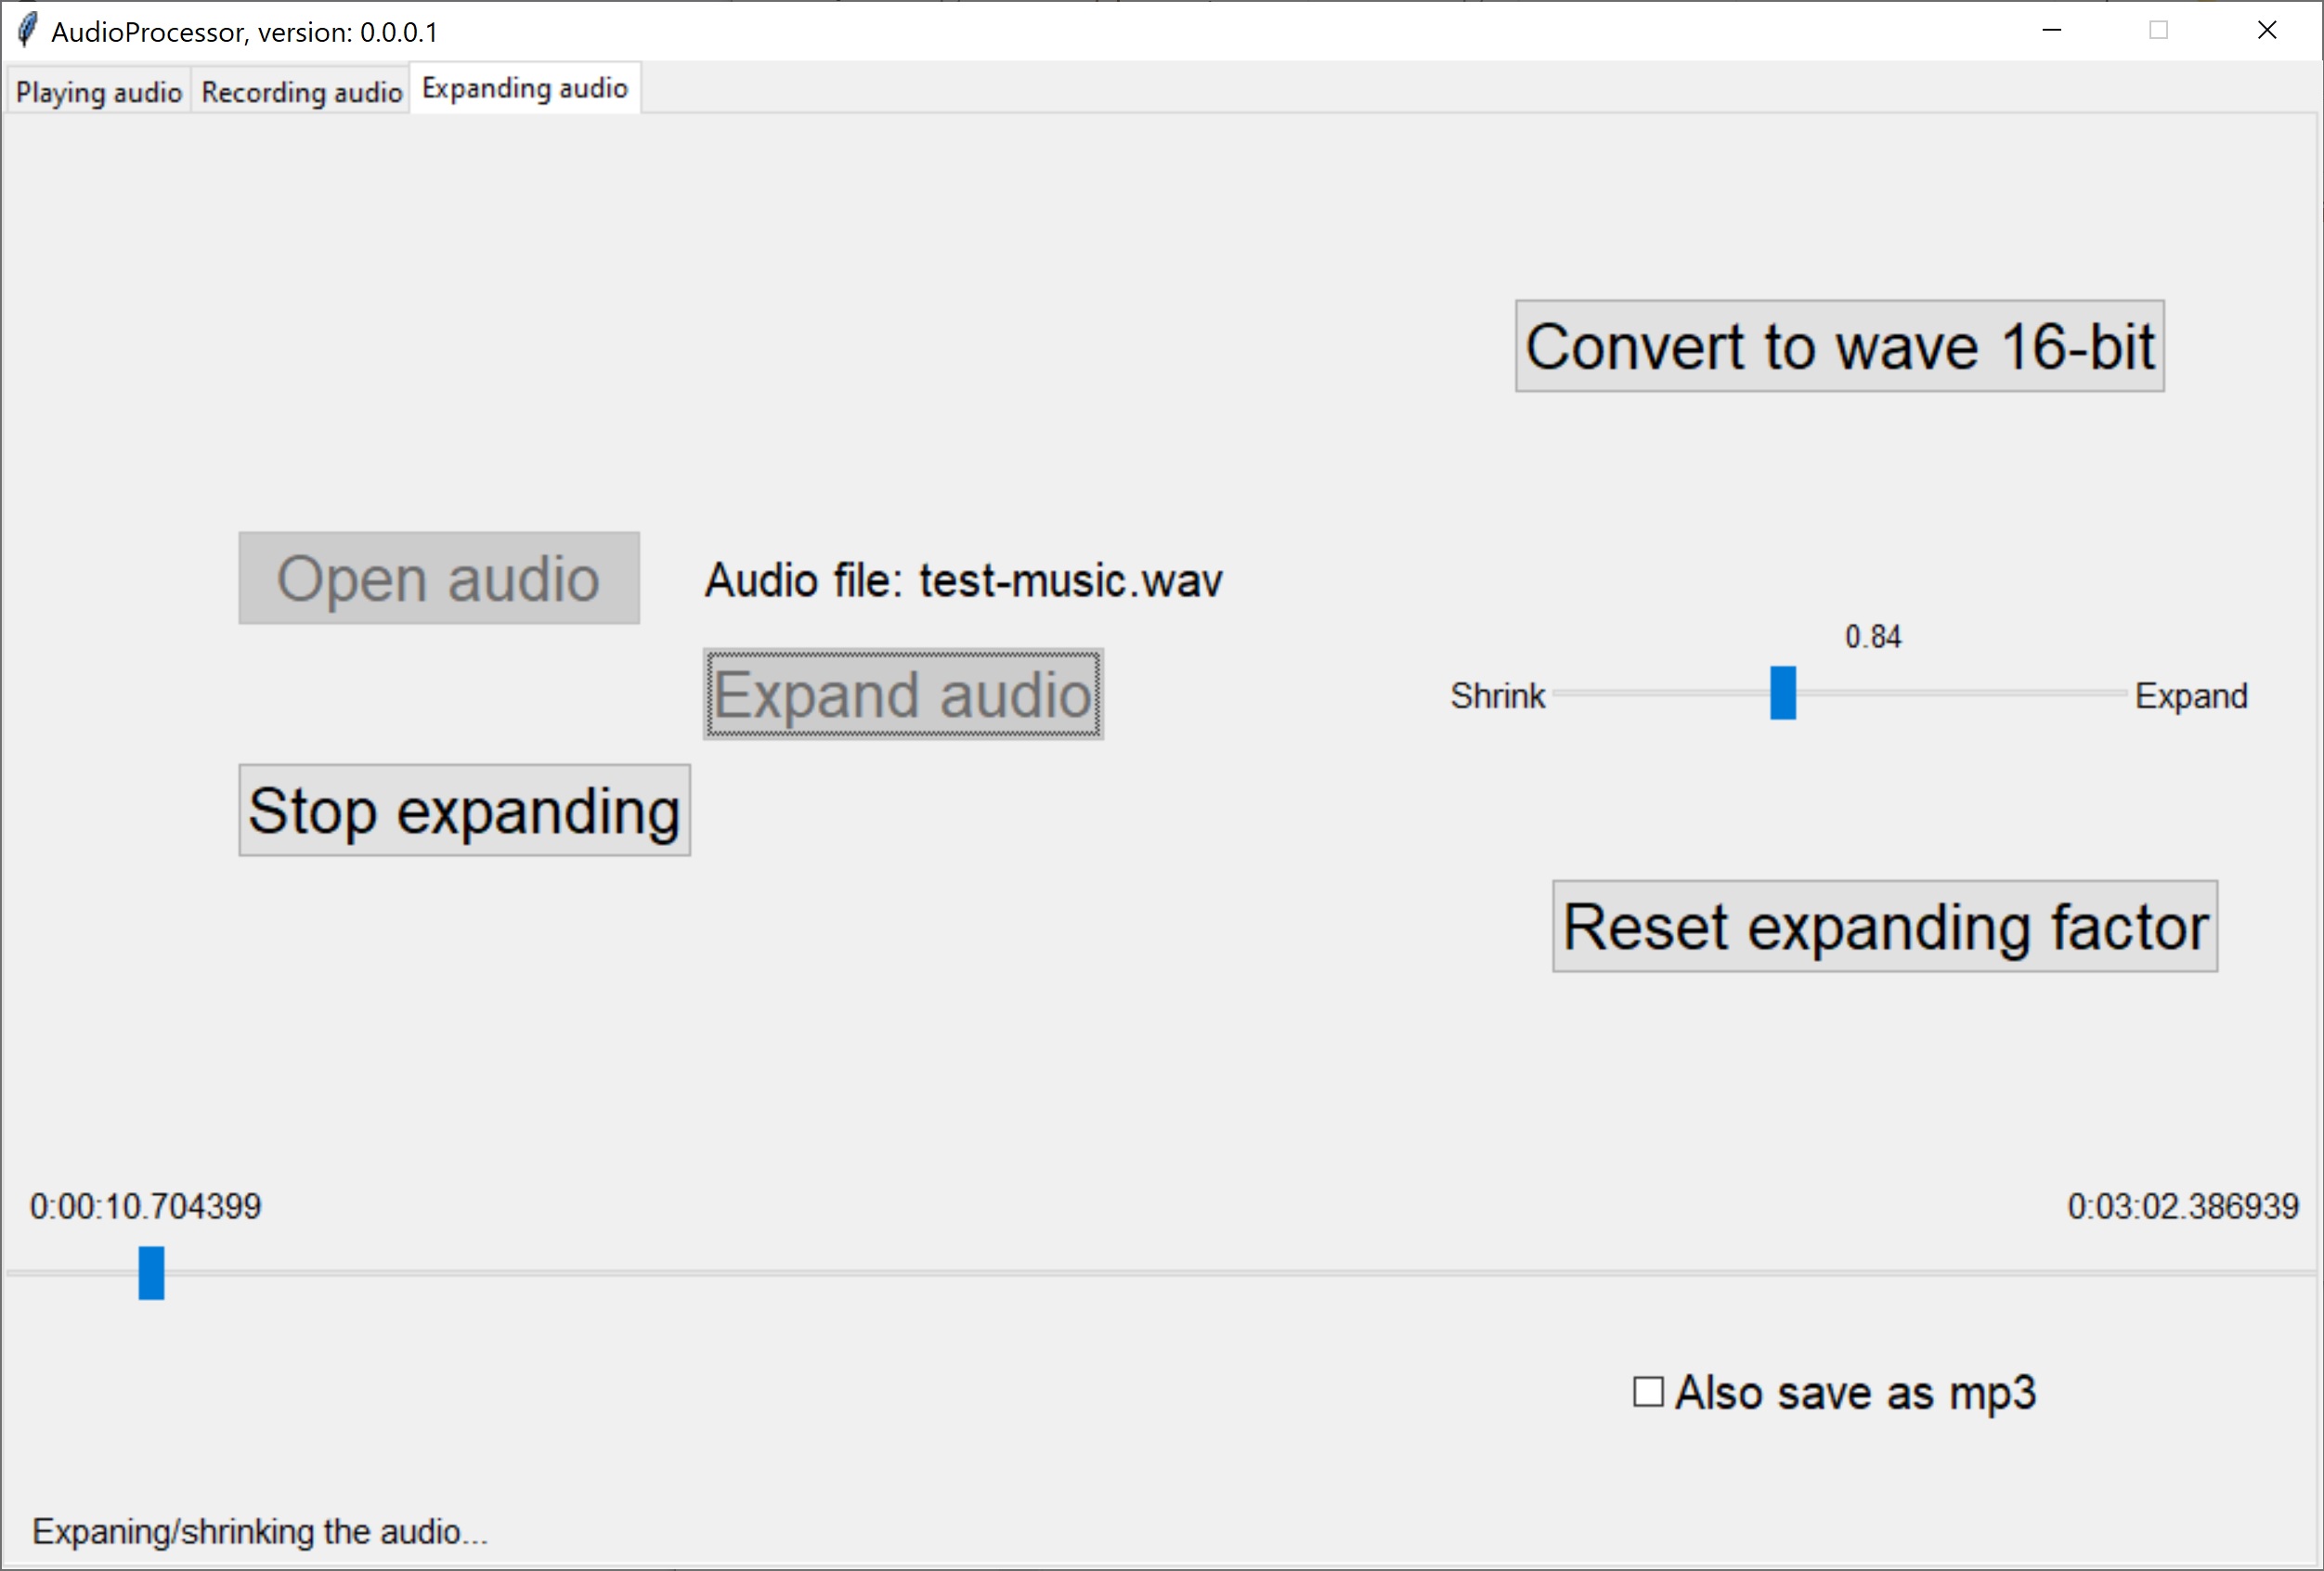 AudioProcessor, version: 0.0.0.1
Playing audio Recording audio Expanding audio
Convert to wave 16-bit
Open audio Audio file: test-music.wav
0.84
Expand audio Shrink Expand
Stop expanding
Reset expanding factor
0:00:10.704399 0:03:02.386939
Also save as mp3
Expaning/shrinking the audio...